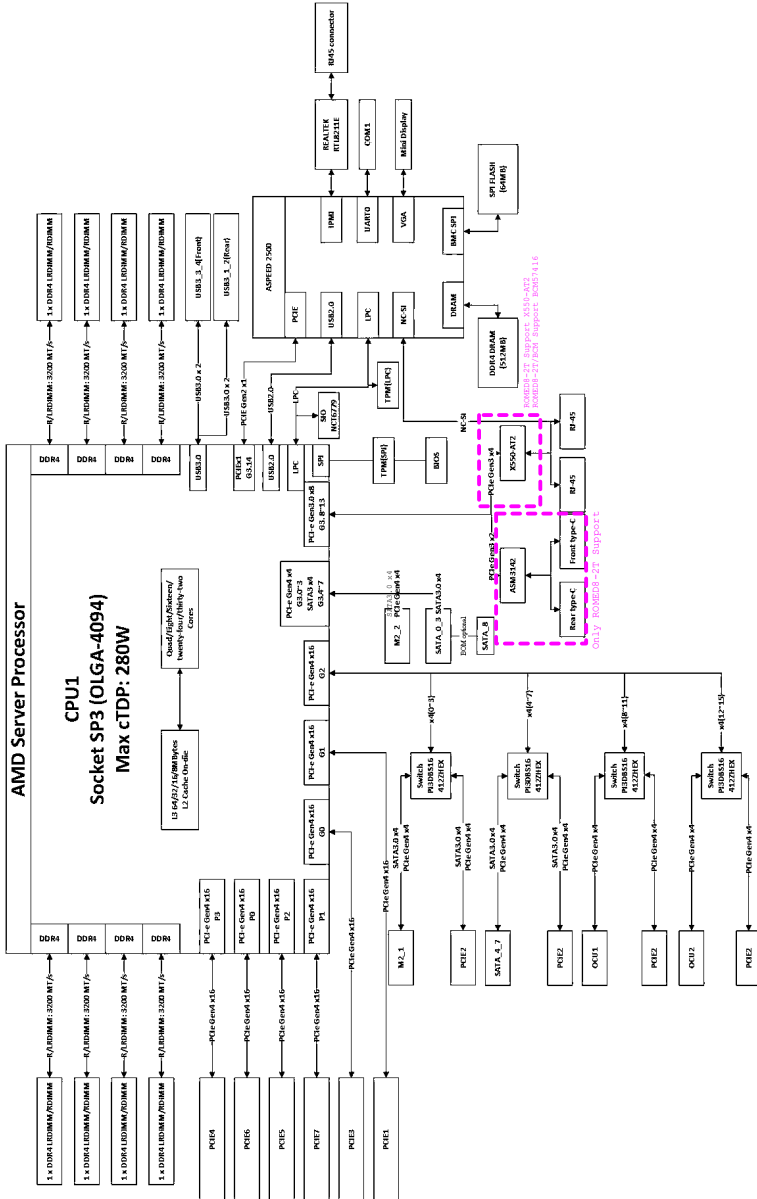 AMD Server Processor
CPU1
Socket SP3 (OLGA-4094)
Max cTDP: 280W
L3 64/32/16/8MBytes
L2 Cache On-die
Quad/Eight/Sixteen/
twenty-four/thirty-two
Cores
1 x DDR4 LRDIMM/RDIMM
R/LRDIMM: 3200 MT/s
DDR4
DDR4
R/LRDIMM: 3200 MT/s
1 x DDR4 LRDIMM/RDIMM
1 x DDR4 LRDIMM/RDIMM
R/LRDIMM: 3200 MT/s
DDR4
DDR4
R/LRDIMM: 3200 MT/s
1 x DDR4 LRDIMM/RDIMM
1 x DDR4 LRDIMM/RDIMM
R/LRDIMM: 3200 MT/s
DDR4
DDR4
R/LRDIMM: 3200 MT/s
1 x DDR4 LRDIMM/RDIMM
1 x DDR4 LRDIMM/RDIMM
R/LRDIMM: 3200 MT/s
DDR4
DDR4
R/LRDIMM: 3200 MT/s
1 x DDR4 LRDIMM/RDIMM
PCIE4
PCIe Gen4 x16
PCI-e Gen4 x16
P3
USB3.0
USB3.0 x 2
USB3_3_4(Front)
USB3.0 x 2
USB3_1_2(Rear)
PCIE6
PCIe Gen4 x16
PCI-e Gen4 x16
P0
PCIEx1
G3.14
PCIE Gen2 x1
PCIE5
PCIe Gen4 x16
PCI-e Gen4 x16
P2
USB2.0
USB2.0
PCIE7
PCIe Gen4 x16
PCI-e Gen4 x16
P1
PCI-e Gen4 x16
G0
PCI-e Gen4 x16
G1
PCI-e Gen4 x16
G2
PCI-e Gen4 x4
G3.0~3
SATA3 x4
G3.4~7
PCI-e Gen3.0 x8
G3.8~13
LPC
LPC
SPI
SIO
NCT6779
TPM(LPC)
TPM(SPI)
BIOS
ASPEED 2500
PCIE
USB2.0
LPC
NC-SI
DRAM
IPMI
UART0
VGA
BMC SPI
REALTEK
RTL8211E
RJ45 connector
COM1
Mini Display
SPI FLASH
(64MB)
DDR4 DRAM
(512MB)
PCIE3
PCIe Gen4 x16
PCIE1
PCIe Gen4 x16
M2_2
SATA3.0 x4
PCIe Gen4 x4
SATA_0_3
SATA3.0 x4
BOM optional
SATA_8
PCIe Gen3 x2
ASM3142
Rear type-C
Front type-C
Only ROMED8-2T Support
PCIe Gen3 x4
X550-AT2
NC-SI
RJ-45
RJ-45
ROMED8-2T Support X550-AT2
ROMED8-2T/BCM Support BCM57416
M2_1
SATA3.0 x4
PCIe Gen4 x4
Switch
PI3DBS16
412ZHEX
x4(0~3)
PCIE2
SATA3.0 x4
PCIe Gen4 x4
SATA_4_7
SATA3.0 x4
PCIe Gen4 x4
Switch
PI3DBS16
412ZHEX
x4(4~7)
PCIE2
SATA3.0 x4
PCIe Gen4 x4
OCU1
PCIe Gen4 x4
Switch
PI3DBS16
412ZHEX
x4(8~11)
PCIE2
PCIe Gen4 x4
OCU2
PCIe Gen4 x4
Switch
PI3DBS16
412ZHEX
x4(12~15)
PCIE2
PCIe Gen4 x4